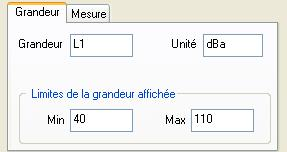 Grandeur Mesure
Grandeur L1 Unité dBa
Limites de la grandeur affichée
Min 40 Max 110